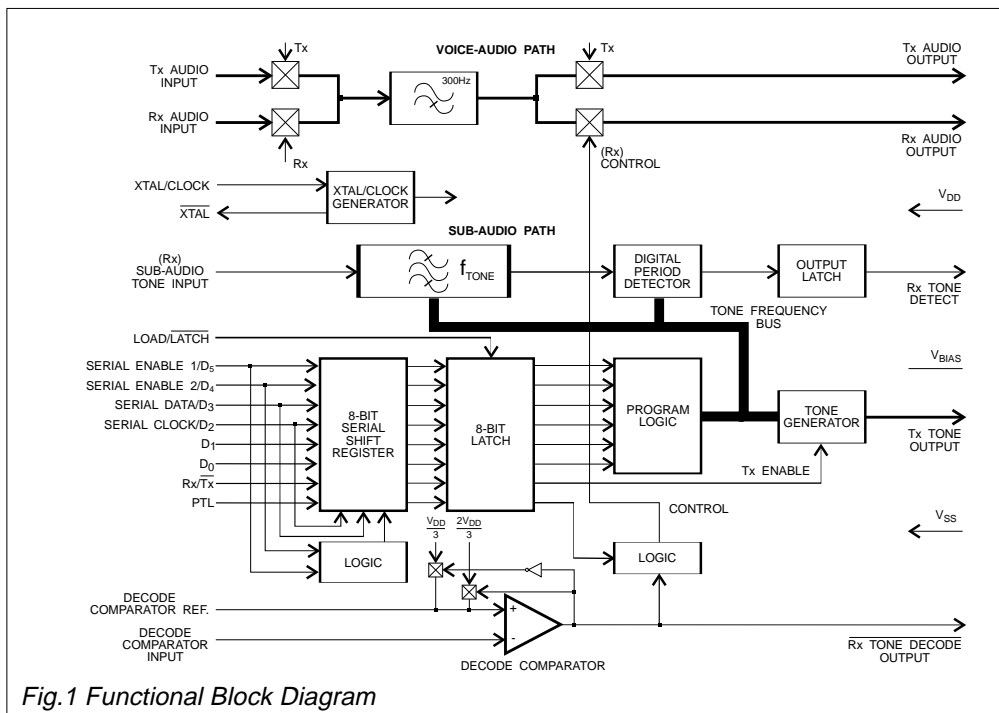 Tx
VOICE-AUDIO PATH
Tx
Tx AUDIO
OUTPUT
Tx AUDIO
INPUT
300Hz
Rx AUDIO
INPUT
Rx
(Rx)
CONTROL
Rx AUDIO
OUTPUT
XTAL/CLOCK
XTAL
XTAL/CLOCK
GENERATOR
VDD
SUB-AUDIO PATH
(Rx)
SUB-AUDIO
TONE INPUT
fTONE
DIGITAL
PERIOD
DETECTOR
OUTPUT
LATCH
Rx TONE
DETECT
TONE FREQUENCY
BUS
LOAD/LATCH
SERIAL ENABLE 1/D5
SERIAL ENABLE 2/D4
SERIAL DATA/D3
SERIAL CLOCK/D2
D1
D0
Rx/Tx
PTL
8-BIT
SERIAL
SHIFT
REGISTER
8-BIT
LATCH
PROGRAM
LOGIC
TONE
GENERATOR
VBIAS
Tx TONE
OUTPUT
Tx ENABLE
CONTROL
VSS
LOGIC
VDD
3
2VDD
3
LOGIC
DECODE
COMPARATOR REF.
DECODE
COMPARATOR
INPUT
+
-
DECODE COMPARATOR
Rx TONE DECODE
OUTPUT
Fig.1 Functional Block Diagram